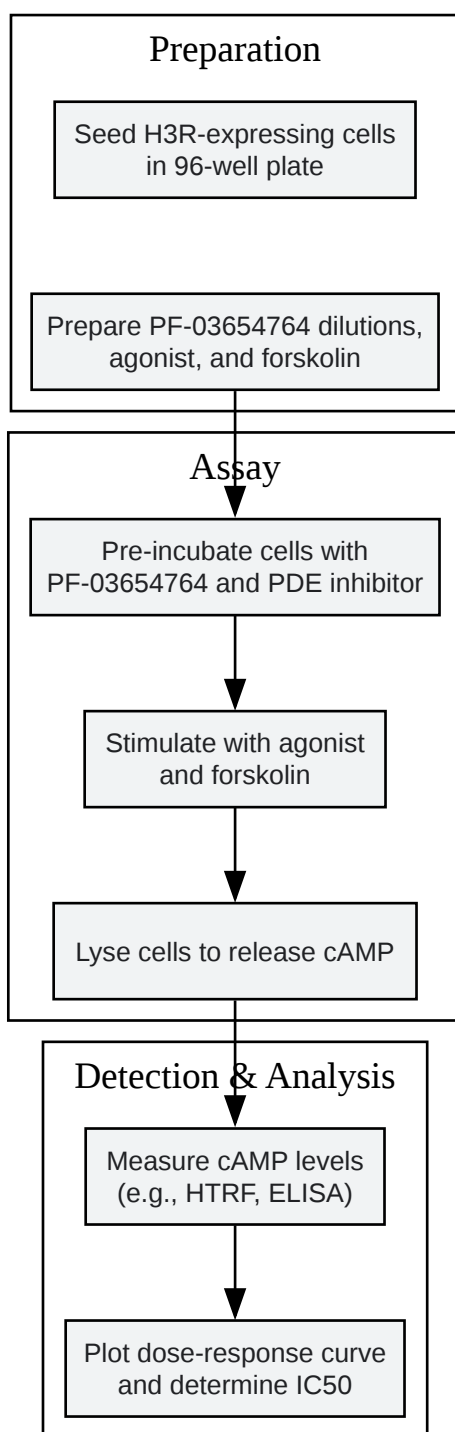 Preparation
Seed H3R-expressing cells
in 96-well plate
Prepare PF-03654764 dilutions,
agonist, and forskolin
Assay
Pre-incubate cells with
PF-03654764 and PDE inhibitor
Stimulate with agonist
and forskolin
Lyse cells to release cAMP
Detection & Analysis
Measure cAMP levels
(e.g., HTRF, ELISA)
Plot dose-response curve
and determine IC50